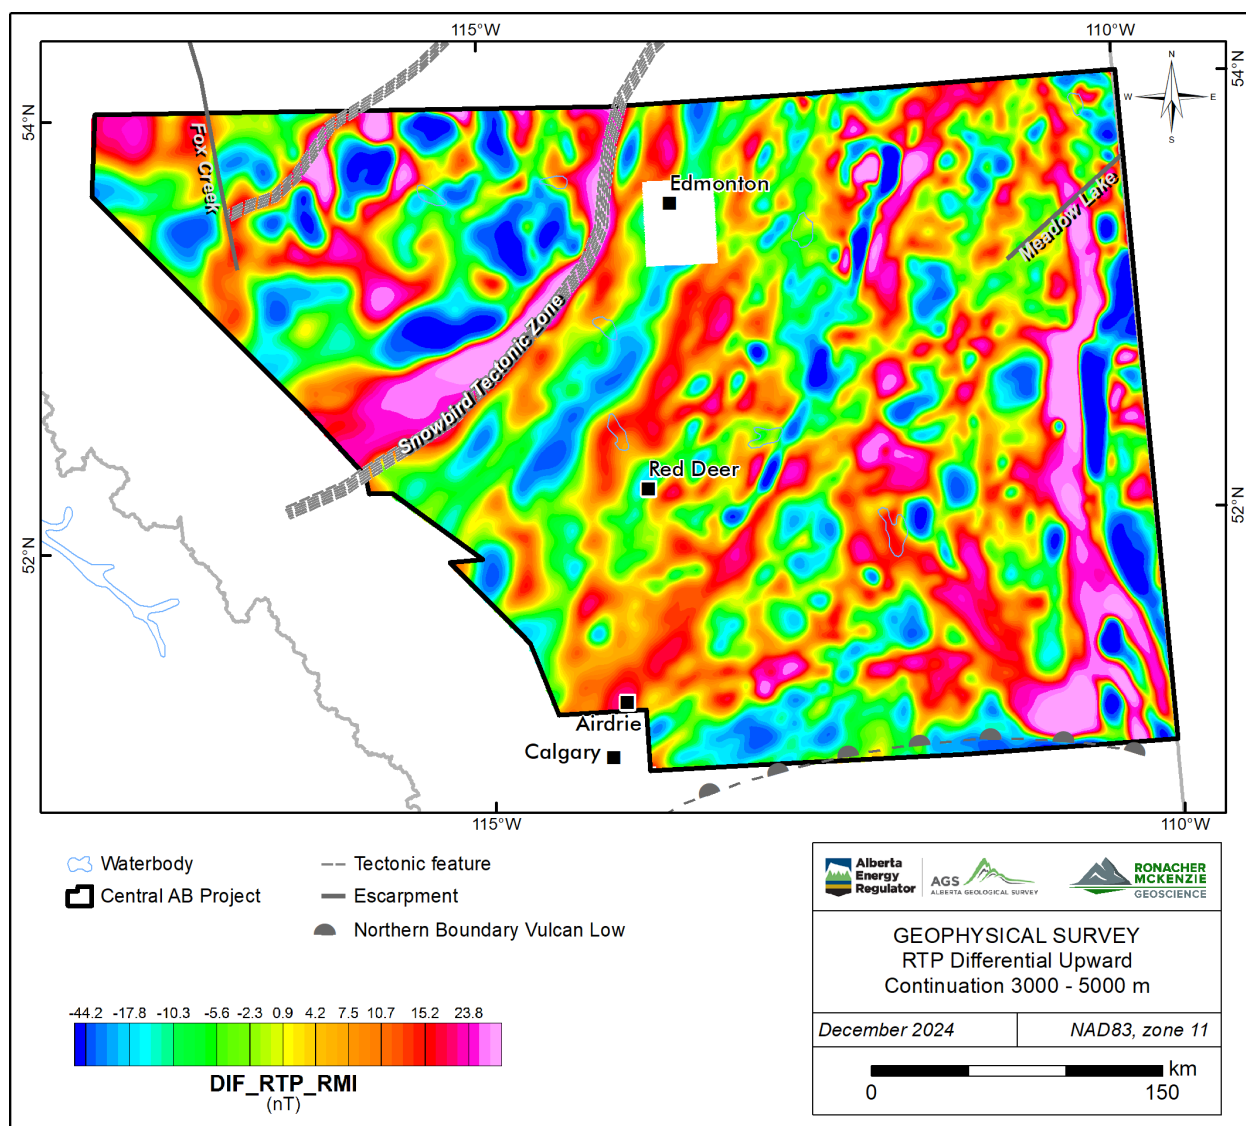 115°W
110°W
54°N
54°N
N
W
E
S
Fox Creek
Edmonton
Meadow Lake
Snowbird Tectonic Zone
Red Deer
52°N
52°N
Airdrie
Calgary
115°W
110°W
Waterbody
Central AB Project
Tectonic feature
Escarpment
Northern Boundary Vulcan Low
-44.2 -17.8 -10.3 -5.6 -2.3 0.9 4.2 7.5 10.7 15.2 23.8
DIF_RTP_RMI
(nT)
Alberta
Energy
Regulator
AGS
ALBERTA GEOLOGICAL SURVEY
RONACHER
MCKENZIE
GEOSCIENCE
GEOPHYSICAL SURVEY
RTP Differential Upward
Continuation 3000 - 5000 m
December 2024
NAD83, zone 11
km
0 150